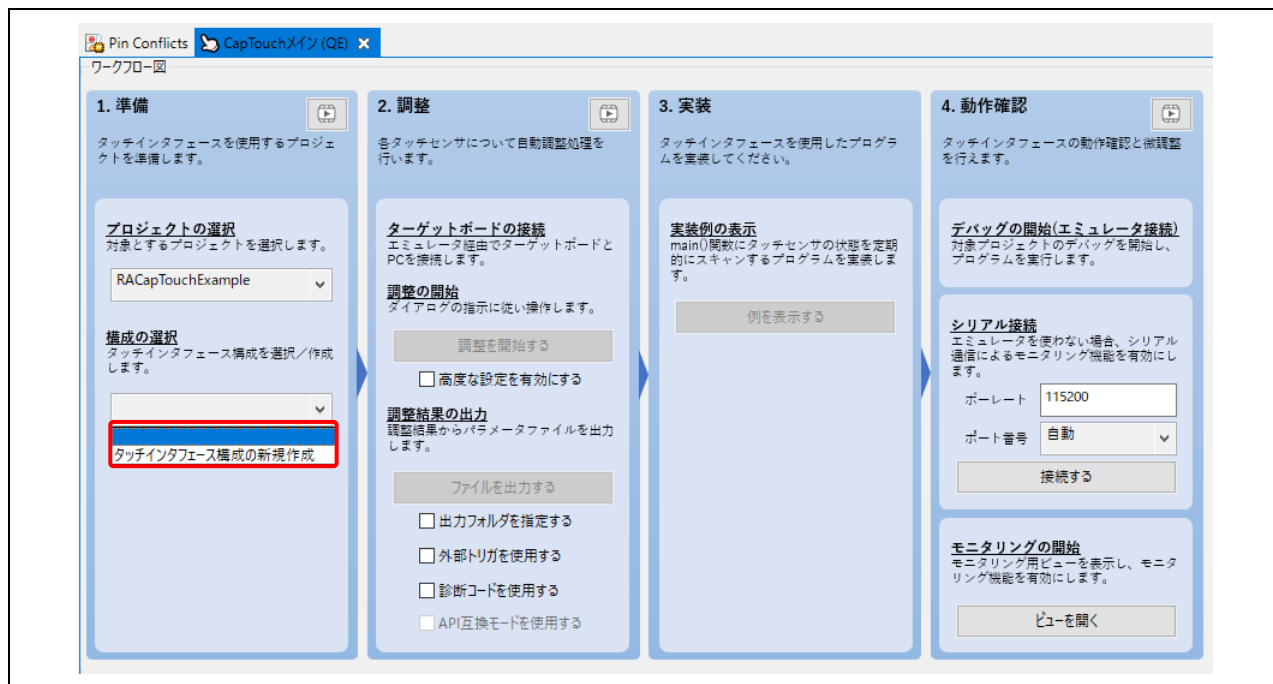 Pin Conflicts
CapTouchメイン (QE)
ワークフロー図
1. 準備
タッチインタフェースを使用するプロジェ
クトを準備します。
プロジェクトの選択
対象とするプロジェクトを選択します。
RACapTouchExample
構成の選択
タッチインタフェース構成を選択/作成
します。
タッチインタフェース構成の新規作成
2. 調整
各タッチセンサについて自動調整処理を
行います。
ターゲットボードの接続
エミュレータ経由でターゲットボードと
PCを接続します。
調整の開始
ダイアログの指示に従い操作します。
調整を開始する
高度な設定を有効にする
調整結果の出力
調整結果からパラメータファイルを出力
します。
ファイルを出力する
出力フォルダを指定する
外部トリガを使用する
診断コードを使用する
API互換モードを使用する
3. 実装
タッチインタフェースを使用したプログラ
ムを実装してください。
実装例の表示
main()関数にタッチセンサの状態を定期
的にスキャンするプログラムを実装しま
す。
例を表示する
4. 動作確認
タッチインタフェースの動作確認と微調整
を行えます。
デバッグの開始(エミュレータ接続)
対象プロジェクトのデバッグを開始し、
プログラムを実行します。
シリアル接続
エミュレータを使わない場合、シリアル
通信によるモニタリング機能を有効にし
ます。
ボーレート 115200
ポート番号 自動
接続する
モニタリングの開始
モニタリング用ビューを表示し、モニタ
リング機能を有効にします。
ビューを開く